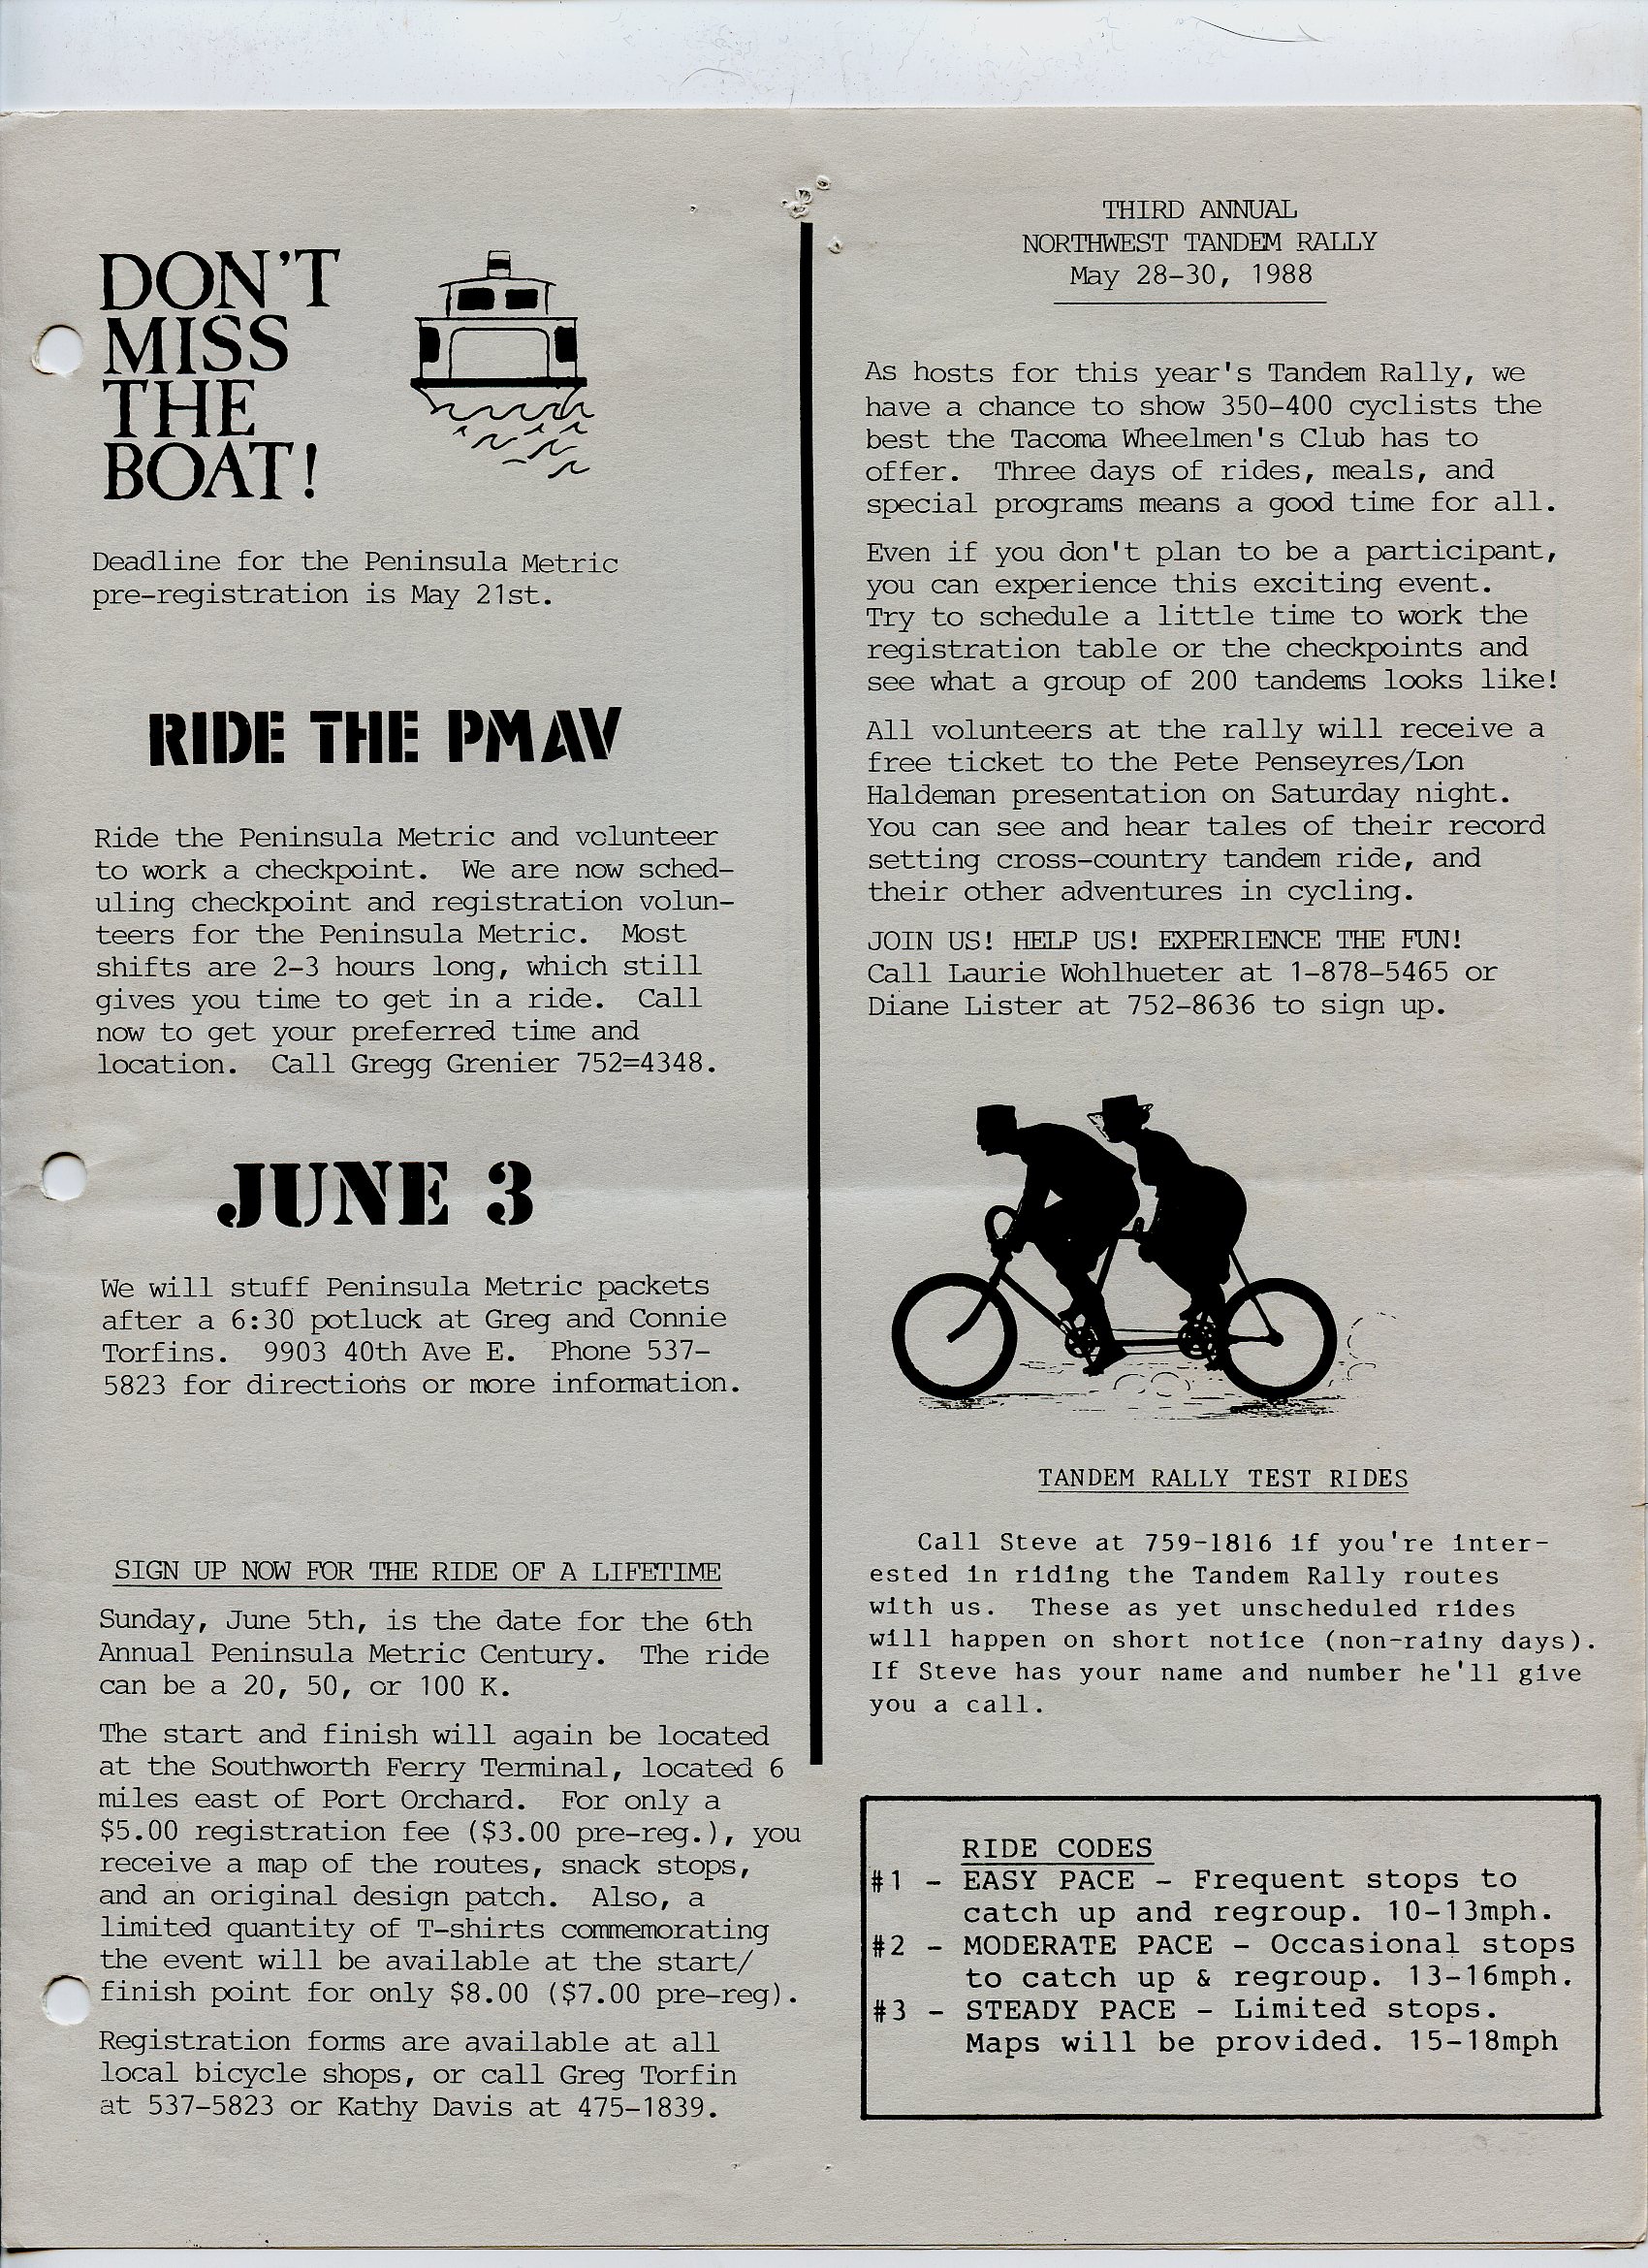 DON'T
MISS
THE
BOAT!
Deadline for the Peninsula Metric
pre-registration is May 21st.
RIDE THE PMAV
Ride the Peninsula Metric and volunteer
to work a checkpoint.  We are now sched-
uling checkpoint and registration volun-
teers for the Peninsula Metric.  Most
shifts are 2-3 hours long, which still
gives you time to get in a ride.  Call
now to get your preferred time and
location.  Call Gregg Grenier 752=4348.
JUNE 3
We will stuff Peninsula Metric packets
after a 6:30 potluck at Greg and Connie
Torfins.  9903 40th Ave E.  Phone 537-
5823 for directions or more information.
SIGN UP NOW FOR THE RIDE OF A LIFETIME
Sunday, June 5th, is the date for the 6th
Annual Peninsula Metric Century.  The ride
can be a 20, 50, or 100 K.
The start and finish will again be located
at the Southworth Ferry Terminal, located 6
miles east of Port Orchard.  For only a
$5.00 registration fee ($3.00 pre-reg.), you
receive a map of the routes, snack stops,
and an original design patch.  Also, a
limited quantity of T-shirts commemorating
the event will be available at the start/
finish point for only $8.00 ($7.00 pre-reg).
Registration forms are available at all
local bicycle shops, or call Greg Torfin
at 537-5823 or Kathy Davis at 475-1839.
THIRD ANNUAL
NORTHWEST TANDEM RALLY
May 28-30, 1988
As hosts for this year's Tandem Rally, we
have a chance to show 350-400 cyclists the
best the Tacoma Wheelmen's Club has to
offer.  Three days of rides, meals, and
special programs means a good time for all.
Even if you don't plan to be a participant,
you can experience this exciting event.
Try to schedule a little time to work the
registration table or the checkpoints and
see what a group of 200 tandems looks like!
All volunteers at the rally will receive a
free ticket to the Pete Penseyres/Lon
Haldeman presentation on Saturday night.
You can see and hear tales of their record
setting cross-country tandem ride, and
their other adventures in cycling.
JOIN US! HELP US! EXPERIENCE THE FUN!
Call Laurie Wohlhueter at 1-878-5465 or
Diane Lister at 752-8636 to sign up.
TANDEM RALLY TEST RIDES
Call Steve at 759-1816 if you're inter-
ested in riding the Tandem Rally routes
with us.  These as yet unscheduled rides
will happen on short notice (non-rainy days).
If Steve has your name and number he'll give
you a call.
RIDE CODES
#1 - EASY PACE - Frequent stops to
catch up and regroup. 10-13mph.
#2 - MODERATE PACE - Occasional stops
to catch up & regroup. 13-16mph.
#3 - STEADY PACE - Limited stops.
Maps will be provided. 15-18mph